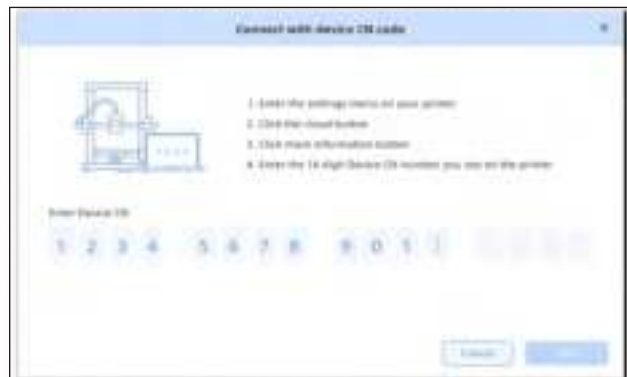 Connect with device CN code
1. Enter the settings menu on your printer
2. Click the cloud button
3. Click more information button
4. Enter the 16 digit Device CN number you see on the printer
Enter Device CN
1 2 3 4 5 6 7 8 9 0 1 2
Cancel